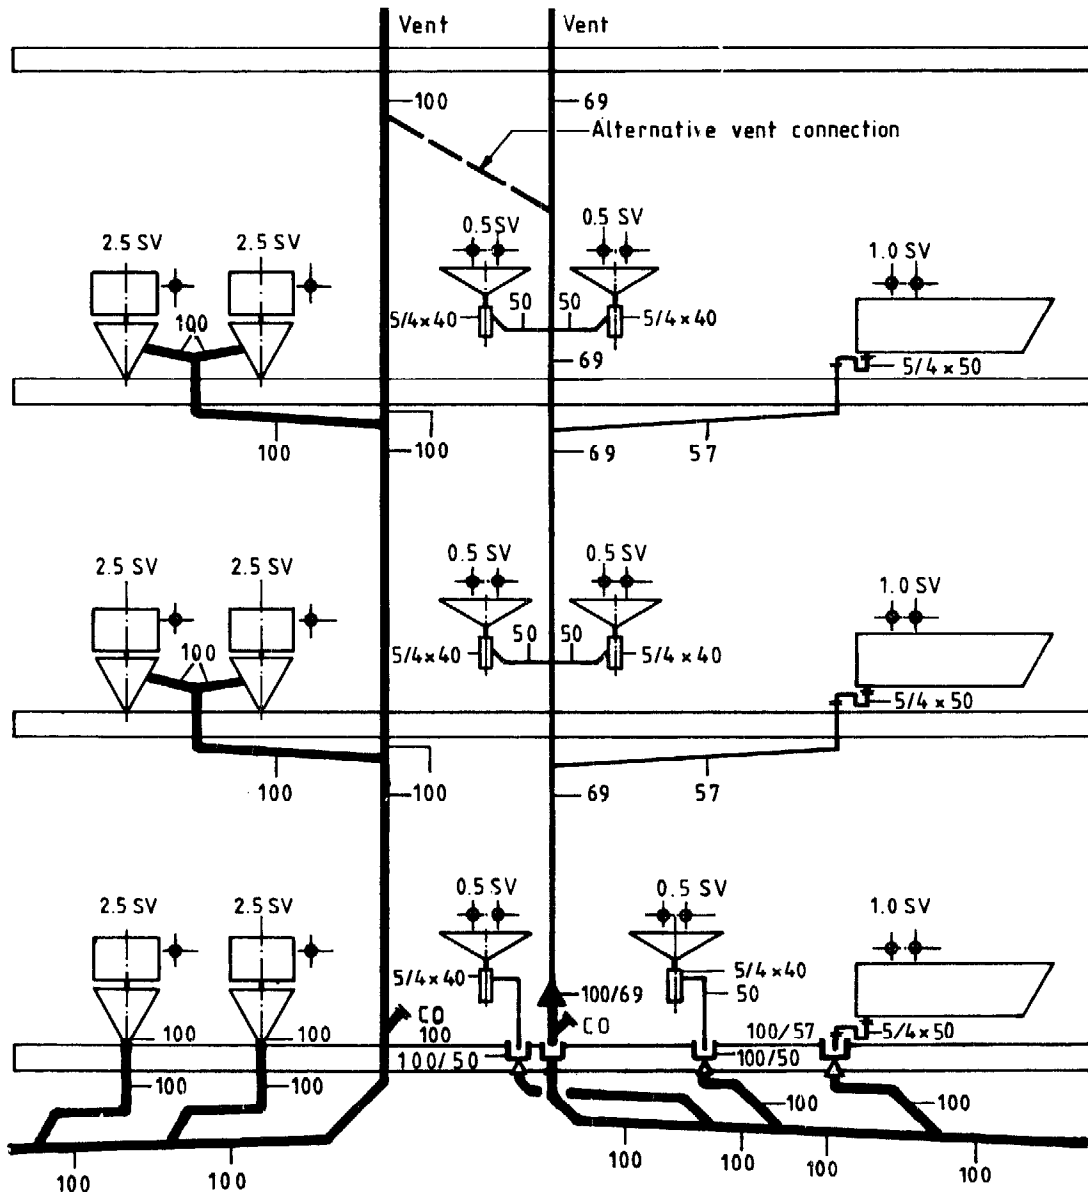 Vent Vent
100 69
Alternative vent connection
2.5 SV 2.5 SV 0.5 SV 0.5 SV 1.0 SV
100 5/4×40 50 50 5/4×40
69 5/4×50
100 100 69 57
2.5 SV 2.5 SV 0.5 SV 0.5 SV 1.0 SV
100 5/4×40 50 50 5/4×40
5/4×50
100 100 69 57
2.5 SV 2.5 SV 0.5 SV 0.5 SV 1.0 SV
5/4×40 100/69 5/4×40
50
CO CO
100 100 100 100/57 5/4×50
100/50 100/50
100 100 100 100
100 100 100 100 100 100